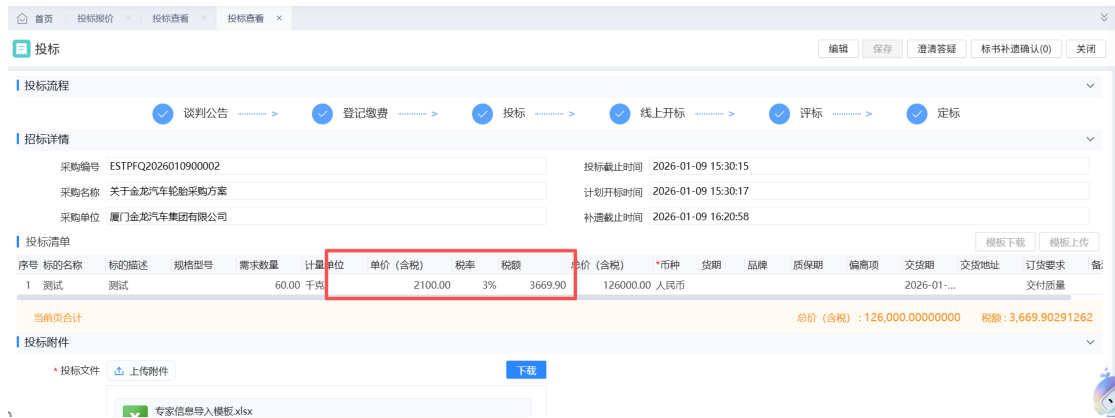 首页 投标报价 × 投标查看 × 投标查看 ×
投标 编辑 保存 澄清答疑 标书补遗确认(0) 关闭
投标流程
谈判公告 登记缴费 投标 线上开标 评标 定标
招标详情
采购编号 ESTPFQ2026010900002 投标截止时间 2026-01-09 15:30:15
采购名称 关于金龙汽车轮胎采购方案 计划开标时间 2026-01-09 15:30:17
采购单位 厦门金龙汽车集团有限公司 补遗截止时间 2026-01-09 16:20:58
投标清单 模板下载 模板上传
序号 标的名称 标的描述 规格型号 需求数量 计量单位 单价（含税） 税率 税额 总价（含税） *币种 货期 品牌 质保期 偏离项 交货期 交货地址 订货要求
1 测试 测试 60.00 千克 2100.00 3% 3669.90 126000.00 人民币 2026-01-... 交付质量
当前页合计 总价（含税）: 126,000.00000000 税额 : 3,669.90291262
投标附件
* 投标文件 上传附件 下载
专家信息导入模板.xlsx